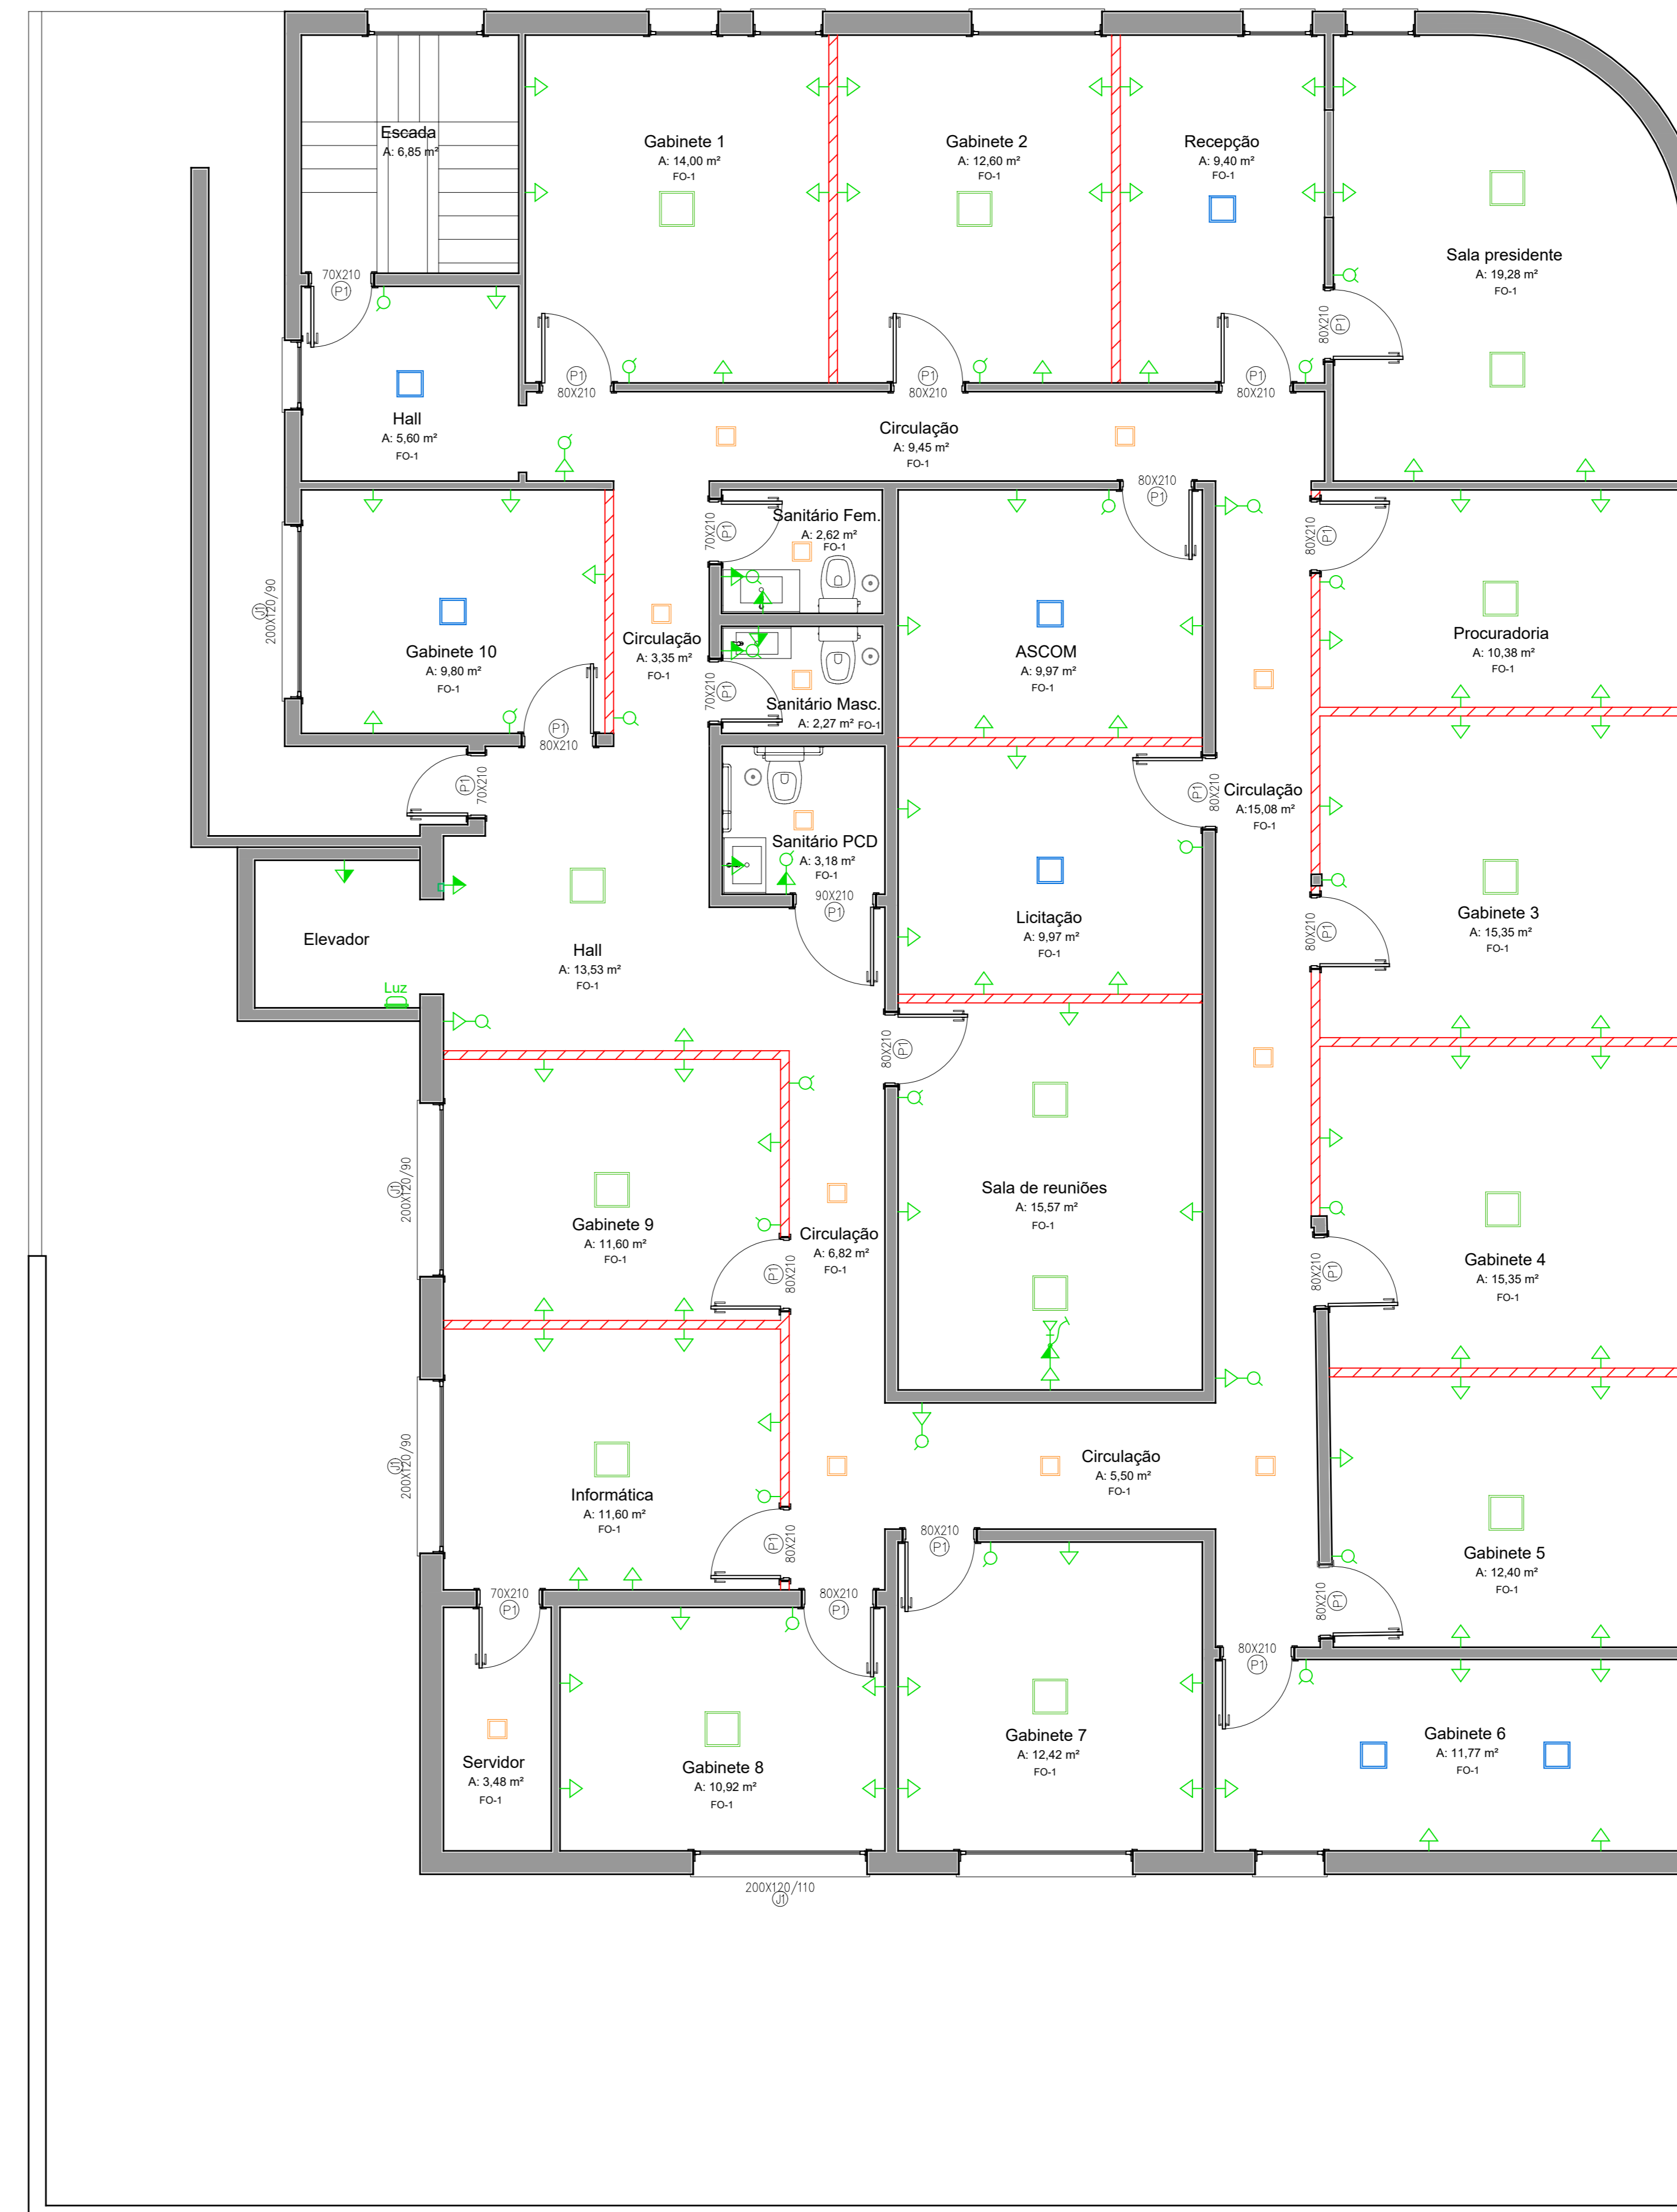 Escada
A: 6,85 m²
Gabinete 1
A: 14,00 m²
FO-1
Gabinete 2
A: 12,60 m²
FO-1
Recepção
A: 9,40 m²
FO-1
Sala presidente
A: 19,28 m²
FO-1
70X210
P1
80X210
P1
P1
80X210
P1
80X210
P1
80X210
Hall
A: 5,60 m²
FO-1
Circulação
A: 9,45 m²
FO-1
80X210
P1
Sanitário Fem.
A: 2,62 m²
FO-1
70X210
P1
80X210
P1
J1
200X120/90
Gabinete 10
A: 9,80 m²
FO-1
Circulação
A: 3,35 m²
FO-1
ASCOM
A: 9,97 m²
FO-1
Procuradoria
A: 10,38 m²
FO-1
70X210
P1
Sanitário Masc.
A: 2,27 m² FO-1
P1
80X210
P1
70X210
P1
80X210
Circulação
A:15,08 m²
FO-1
Sanitário PCD
A: 3,18 m²
FO-1
90X210
P1
Licitação
A: 9,97 m²
FO-1
Gabinete 3
A: 15,35 m²
FO-1
80X210
P1
Elevador
Hall
A: 13,53 m²
FO-1
Luz
80X210
P1
Sala de reuniões
A: 15,57 m²
FO-1
J1
200X120/90
Gabinete 9
A: 11,60 m²
FO-1
Circulação
A: 6,82 m²
FO-1
P1
80X210
Gabinete 4
A: 15,35 m²
FO-1
80X210
P1
J1
200X120/90
Informática
A: 11,60 m²
FO-1
Circulação
A: 5,50 m²
FO-1
P1
80X210
80X210
P1
Gabinete 5
A: 12,40 m²
FO-1
70X210
P1
80X210
P1
80X210
P1
80X210
P1
Servidor
A: 3,48 m²
FO-1
Gabinete 8
A: 10,92 m²
FO-1
Gabinete 7
A: 12,42 m²
FO-1
Gabinete 6
A: 11,77 m²
FO-1
200X120/110
J1